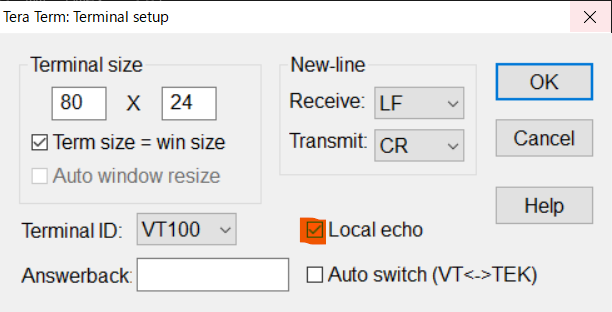 Tera Term: Terminal setup
Terminal size
80 X 24
Term size = win size
Auto window resize
New-line
Receive: LF
Transmit: CR
OK
Cancel
Help
Terminal ID: VT100
Local echo
Answerback:
Auto switch (VT<->TEK)